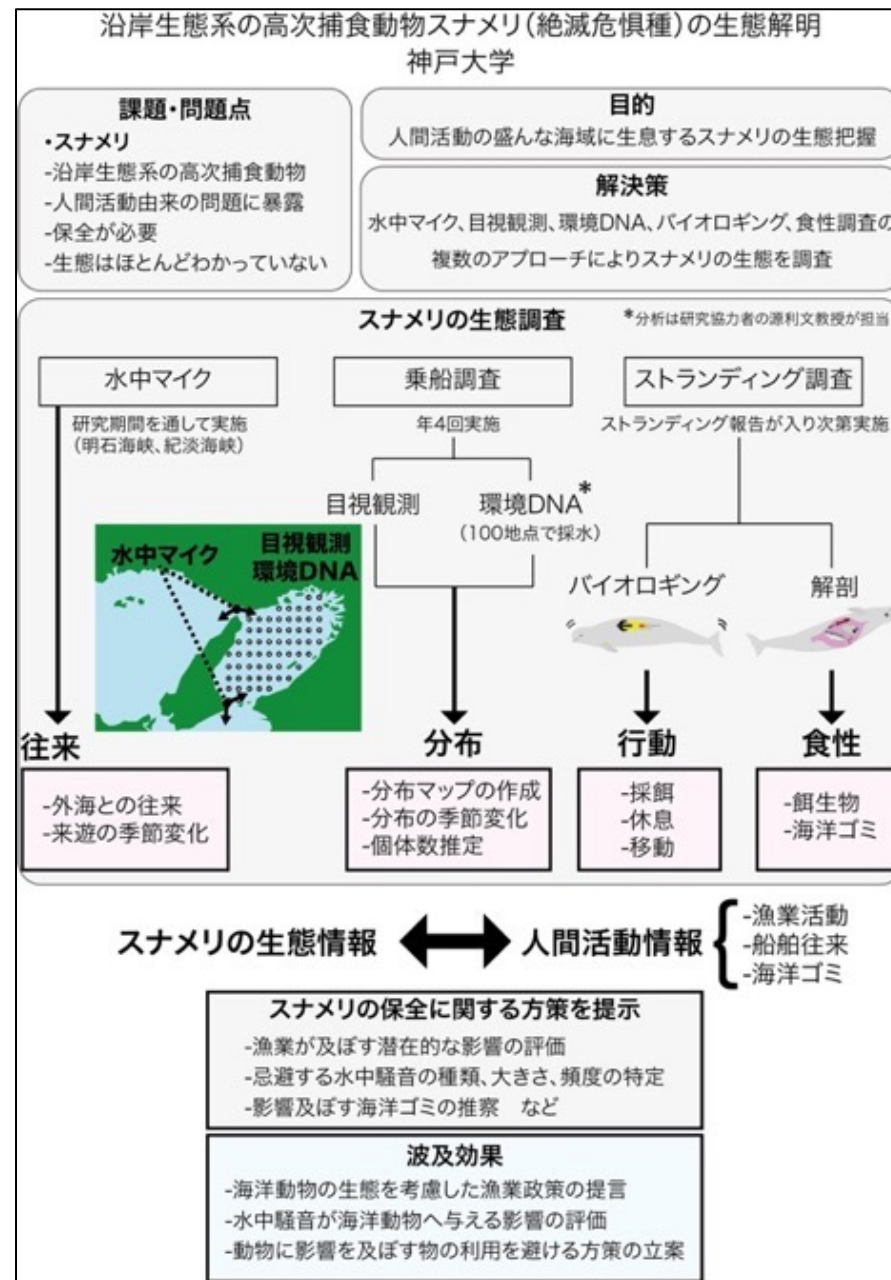 沿岸生態系の高次捕食動物スナメリ(絶滅危惧種)の生態解明
神戸大学
課題・問題点
・スナメリ
-沿岸生態系の高次捕食動物
-人間活動由来の問題に暴露
-保全が必要
-生態はほとんどわかっていない
目的
人間活動の盛んな海域に生息するスナメリの生態把握
解決策
水中マイク、目視観測、環境DNA、バイオロギング、食性調査の
複数のアプローチによりスナメリの生態を調査
スナメリの生態調査
*分析は研究協力者の源利文教授が担当
水中マイク
研究期間を通して実施
(明石海峡、紀淡海峡)
乗船調査
年4回実施
目視観測
環境DNA*
(100地点で採水)
ストランディング調査
ストランディング報告が入り次第実施
バイオロギング
解剖
水中マイク
目視観測
環境DNA
往来
-外海との往来
-来遊の季節変化
分布
-分布マップの作成
-分布の季節変化
-個体数推定
行動
-採餌
-休息
-移動
食性
-餌生物
-海洋ゴミ
スナメリの生態情報
人間活動情報
-漁業活動
-船舶往来
-海洋ゴミ
スナメリの保全に関する方策を提示
-漁業が及ぼす潜在的な影響の評価
-忌避する水中騒音の種類、大きさ、頻度の特定
-影響及ぼす海洋ゴミの推察　など
波及効果
-海洋動物の生態を考慮した漁業政策の提言
-水中騒音が海洋動物へ与える影響の評価
-動物に影響を及ぼす物の利用を避ける方策の立案